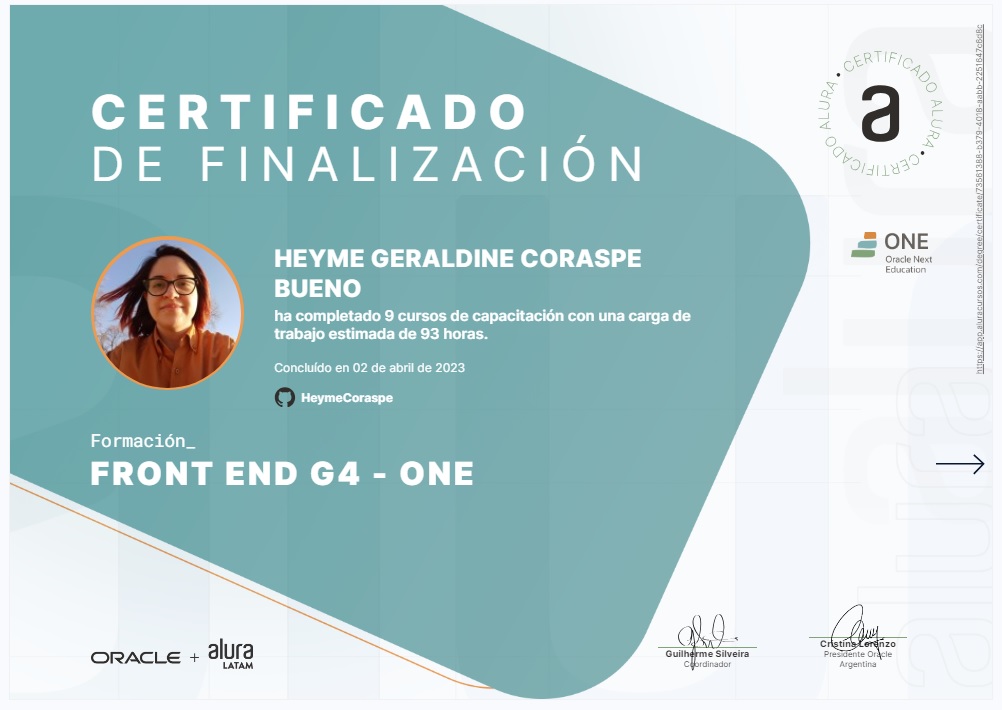 CERTIFICADO
DE FINALIZACIÓN
HEYME GERALDINE CORASPE
BUENO
ha completado 9 cursos de capacitación con una carga de
trabajo estimada de 93 horas.
Concluído en 02 de abril de 2023
HeymeCoraspe
Formación_
FRONT END G4 - ONE
ORACLE + alura
LATAM
CERTIFICADO ALURA • CERTIFICADO ALURA •
a
ONE
Oracle Next
Education
Guilherme Silveira
Coordinador
Cristina Lorenzo
Presidente Oracle
Argentina
alura